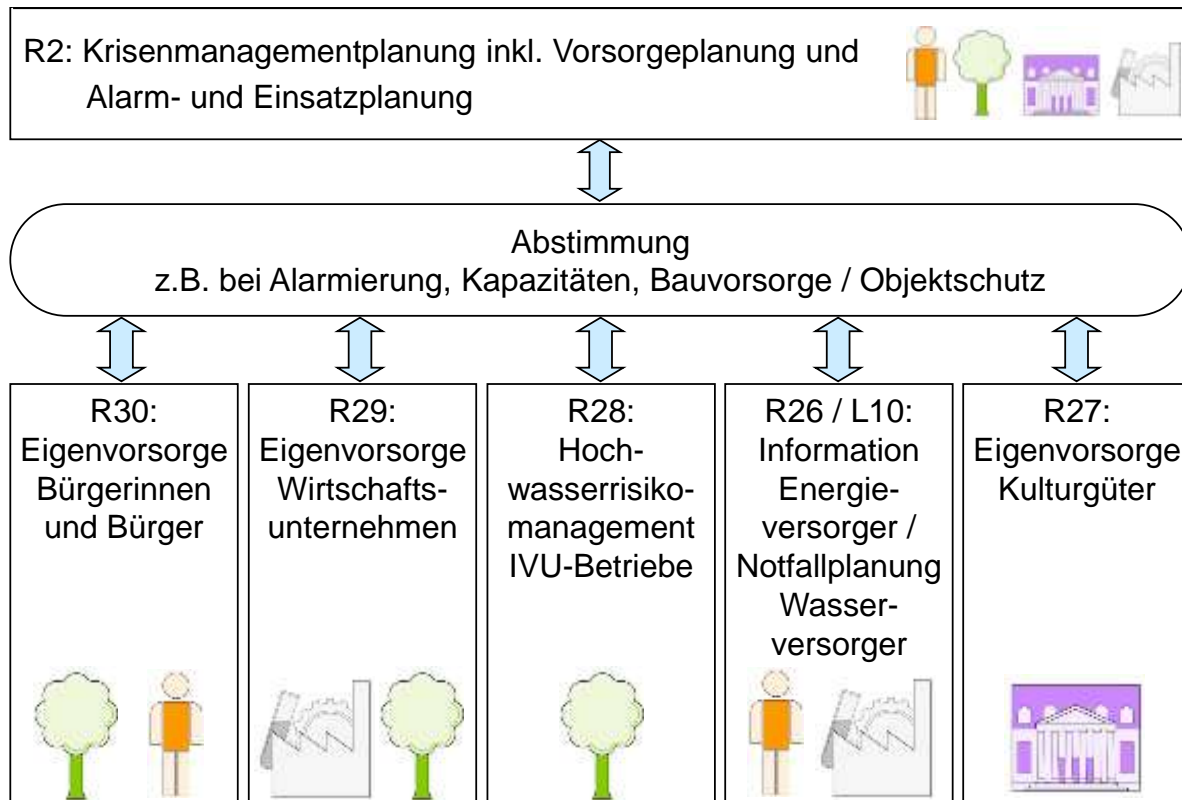 R2: Krisenmanagementplanung inkl. Vorsorgeplanung und
Alarm- und Einsatzplanung
Abstimmung
z.B. bei Alarmierung, Kapazitäten, Bauvorsorge / Objektschutz
R30:
Eigenvorsorge
Bürgerinnen
und Bürger
R29:
Eigenvorsorge
Wirtschafts-
unternehmen
R28:
Hoch-
wasserrisiko-
management
IVU-Betriebe
R26 / L10:
Information
Energie-
versorger /
Notfallplanung
Wasser-
versorger
R27:
Eigenvorsorge
Kulturgüter